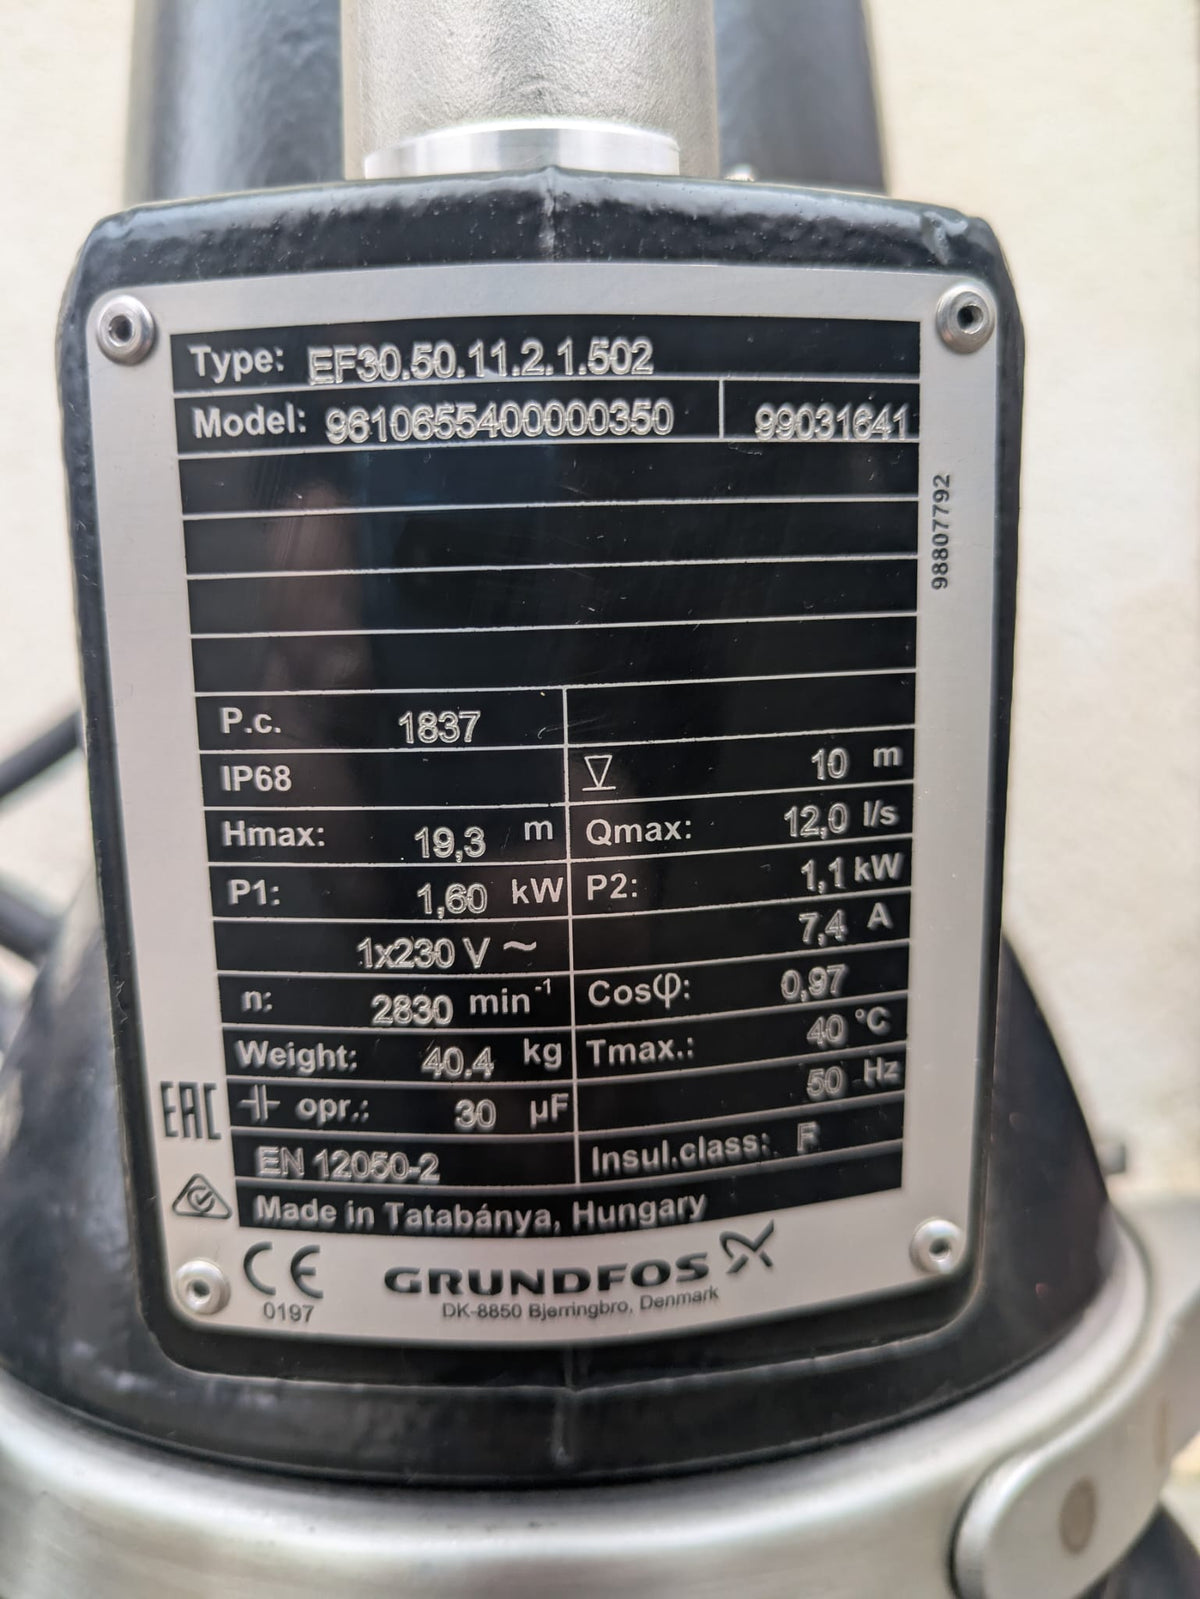 Type: EF30.50.11.2.1.502
Model: 9610655400000350 99031641
98807792
P.c. 1837
IP68 10 m
Hmax: 19,3 m Qmax: 12,0 l/s
P1: 1,60 kW P2: 1,1 kW
1x230 V ~ 7,4 A
n: 2830 min⁻¹ Cosφ: 0,97
Weight: 40.4 kg Tmax.: 40 °C
opr.: 30 µF 50 Hz
EN 12050-2 Insul.class: F
Made in Tatabánya, Hungary
EAC
CE
0197
GRUNDFOS
DK-8850 Bjerringbro, Denmark